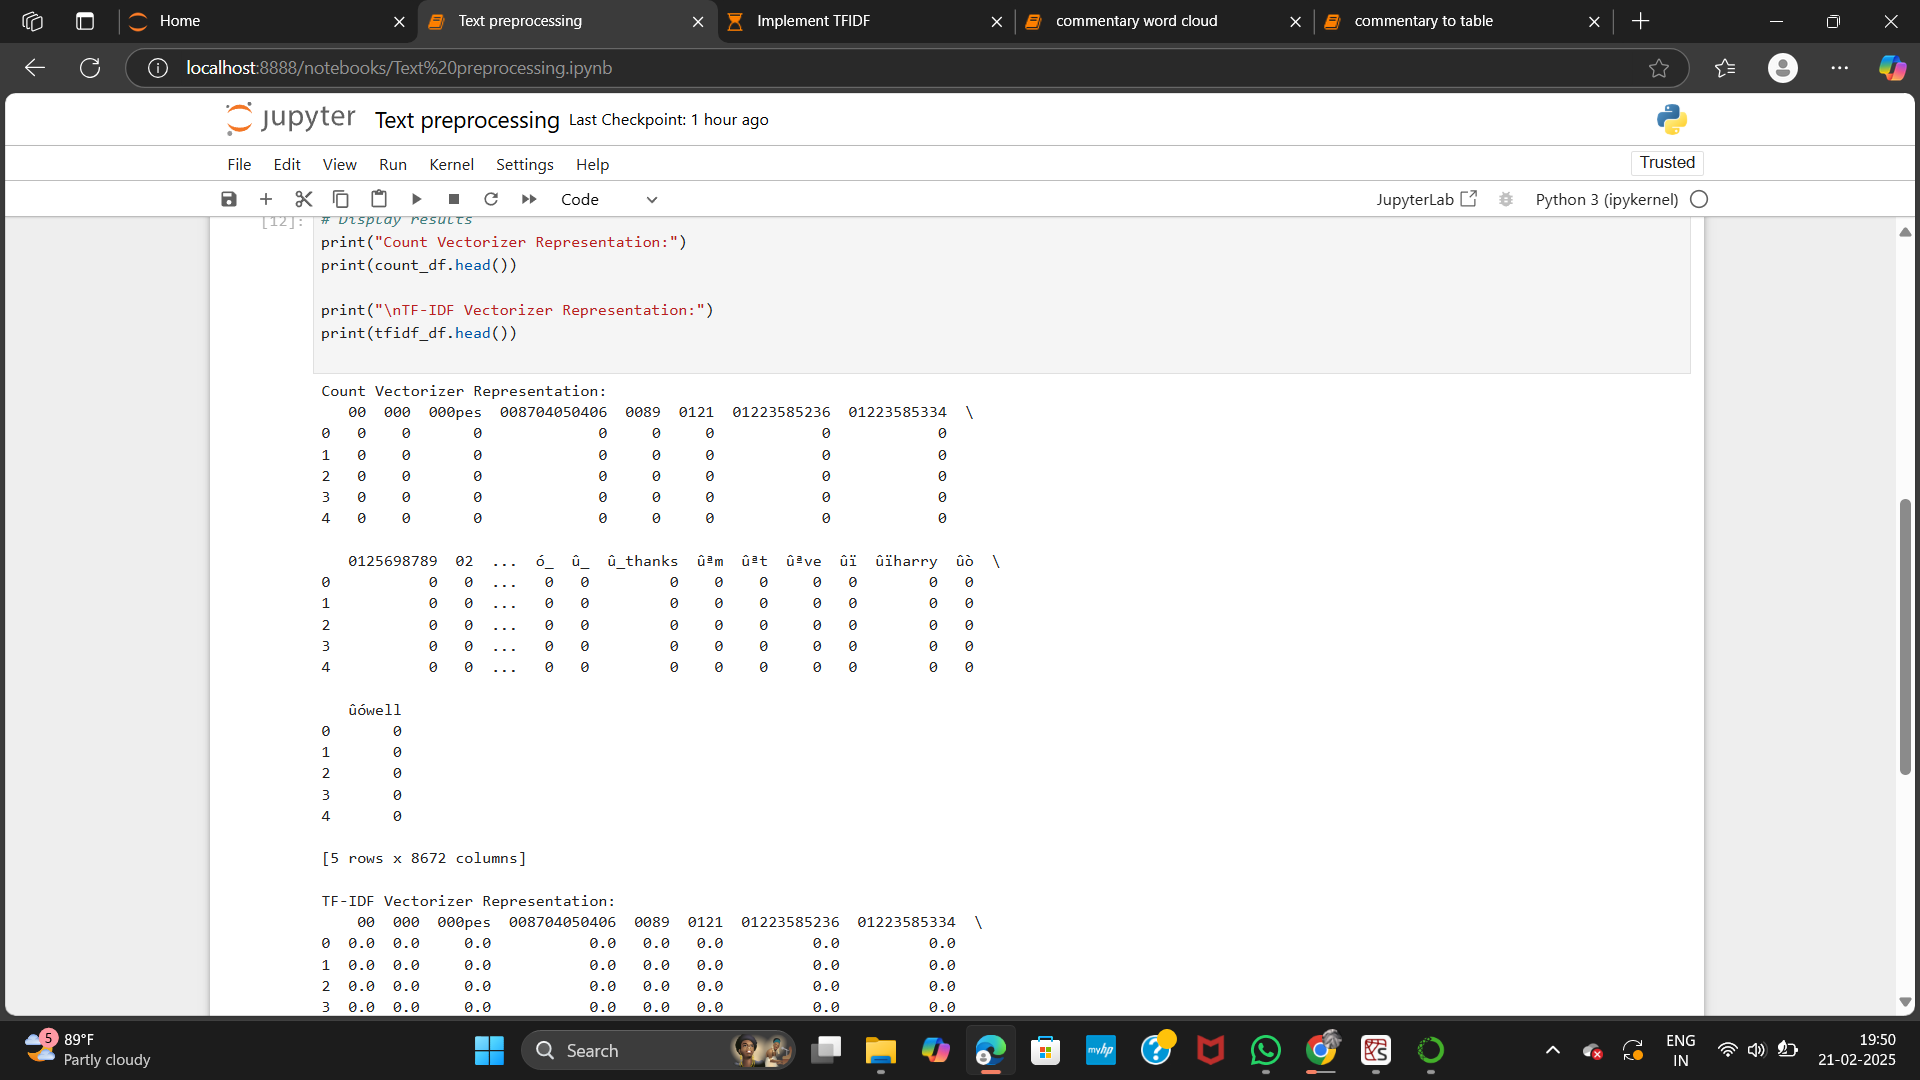 Home
Text preprocessing
Implement TFIDF
commentary word cloud
commentary to table
localhost:8888/notebooks/Text%20preprocessing.ipynb
jupyter Text preprocessing Last Checkpoint: 1 hour ago
File Edit View Run Kernel Settings Help
Trusted
Code
JupyterLab
Python 3 (ipykernel)
[12]: # Display results
print("Count Vectorizer Representation:")
print(count_df.head())
print("\nTF-IDF Vectorizer Representation:")
print(tfidf_df.head())
Count Vectorizer Representation:
00 000 000pes 008704050406 0089 0121 01223585236 01223585334 \
0 0 0 0 0 0 0 0 0
1 0 0 0 0 0 0 0 0
2 0 0 0 0 0 0 0 0
3 0 0 0 0 0 0 0 0
4 0 0 0 0 0 0 0 0
0125698789 02 ... ó_ û_ û_thanks ûªm ûªt ûªve ûï ûïharry ûò \
0 0 0 ... 0 0 0 0 0 0 0 0 0
1 0 0 ... 0 0 0 0 0 0 0 0 0
2 0 0 ... 0 0 0 0 0 0 0 0 0
3 0 0 ... 0 0 0 0 0 0 0 0 0
4 0 0 ... 0 0 0 0 0 0 0 0 0
ûówell
0 0
1 0
2 0
3 0
4 0
[5 rows x 8672 columns]
TF-IDF Vectorizer Representation:
00 000 000pes 008704050406 0089 0121 01223585236 01223585334 \
0 0.0 0.0 0.0 0.0 0.0 0.0 0.0 0.0
1 0.0 0.0 0.0 0.0 0.0 0.0 0.0 0.0
2 0.0 0.0 0.0 0.0 0.0 0.0 0.0 0.0
3 0.0 0.0 0.0 0.0 0.0 0.0 0.0 0.0
5
89°F
Partly cloudy
Search
myhp
ENG
IN
19:50
21-02-2025